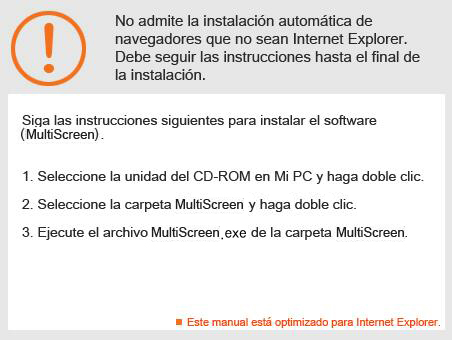 No admite la instalación automática de
navegadores que no sean Internet Explorer.
Debe seguir las instrucciones hasta el final de
la instalación.
Siga las instrucciones siguientes para instalar el software
(MultiScreen).
1. Seleccione la unidad del CD-ROM en Mi PC y haga doble clic.
2. Seleccione la carpeta MultiScreen y haga doble clic.
3. Ejecute el archivo MultiScreen.exe de la carpeta MultiScreen.
Este manual está optimizado para Internet Explorer.